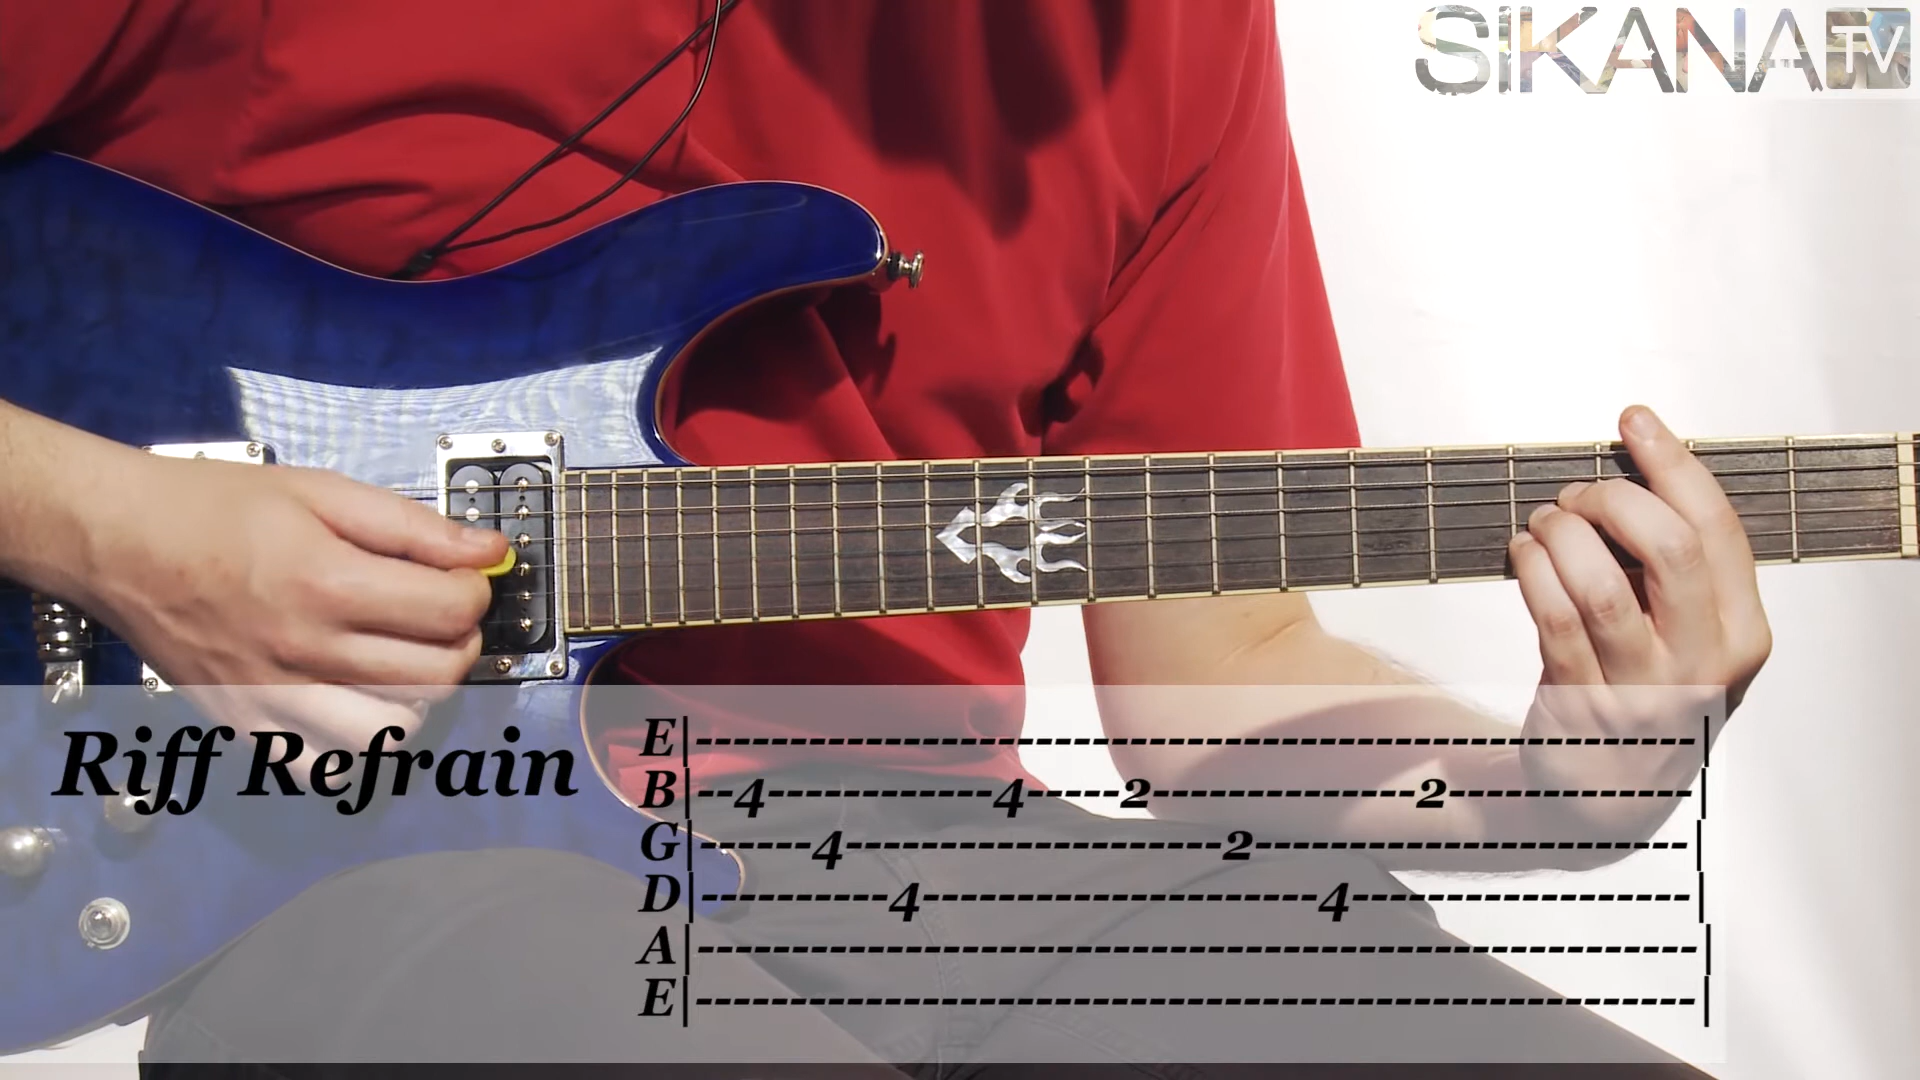 SIKANA TV
Riff Refrain
E|-------------------------------------------------------|
B|--4------------4-----2---------------2-------------|
G|------4--------------------2------------------------|
D|----------4----------------------4------------------|
A|-------------------------------------------------------|
E|-------------------------------------------------------|